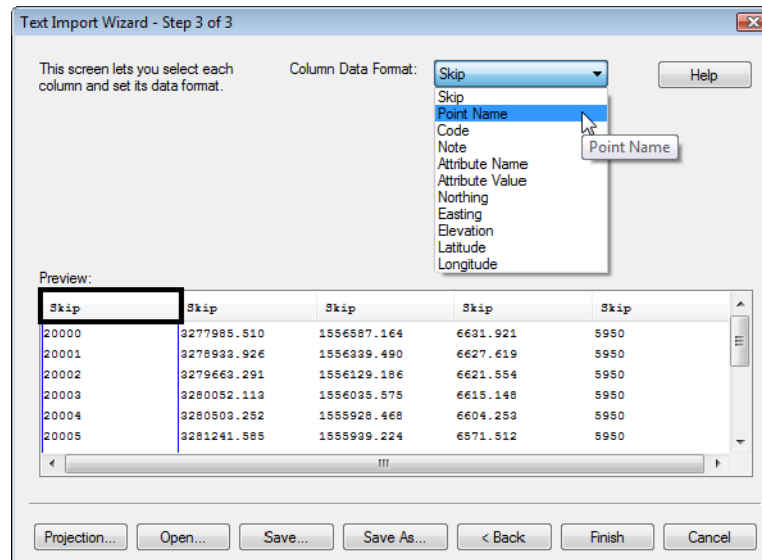 Text Import Wizard - Step 3 of 3
This screen lets you select each
column and set its data format.
Column Data Format:
Skip
Help
Skip
Point Name
Code
Note
Attribute Name
Attribute Value
Northing
Easting
Elevation
Latitude
Longitude
Point Name
Preview:
Skip Skip Skip Skip Skip
20000 3277985.510 1556587.164 6631.921 5950
20001 3278933.926 1556339.490 6627.619 5950
20002 3279663.291 1556129.186 6621.554 5950
20003 3280052.113 1556035.575 6615.148 5950
20004 3280503.252 1555928.468 6604.253 5950
20005 3281241.585 1555939.224 6571.512 5950
Projection... Open... Save... Save As... < Back Finish Cancel